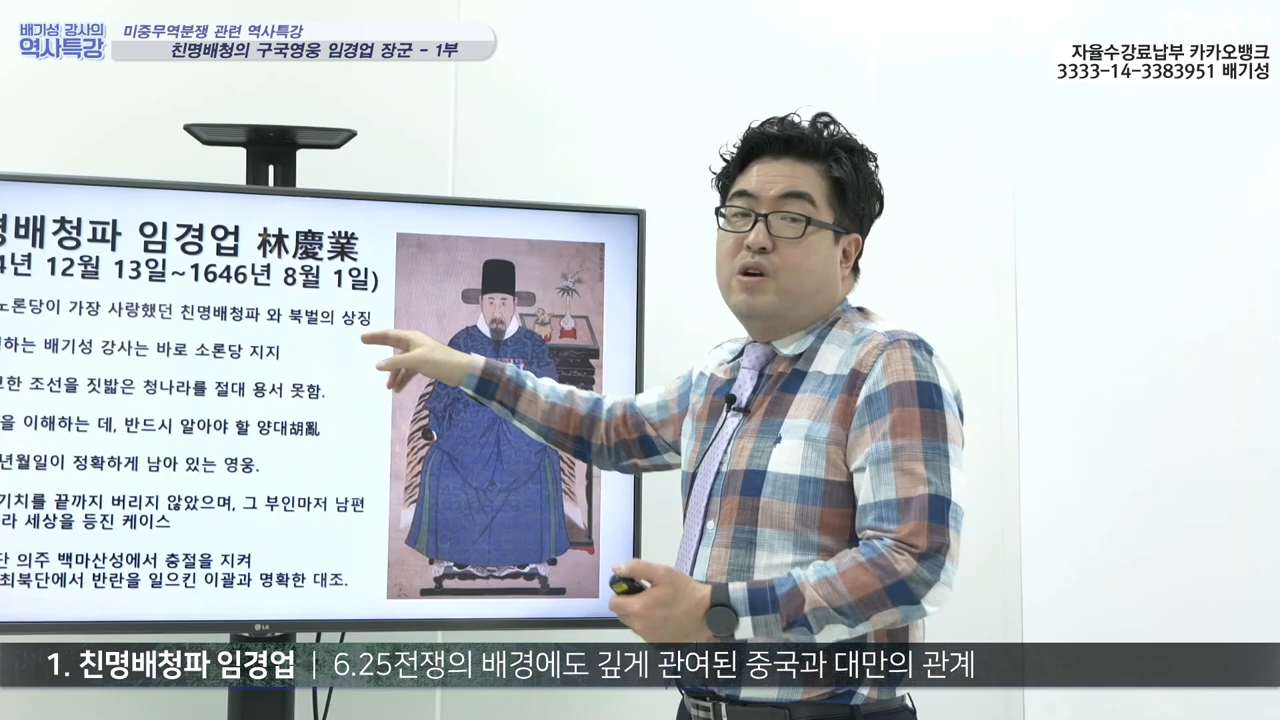 배기성 강사의
역사특강
미중무역분쟁 관련 역사특강
친명배청의 구국영웅 임경업 장군 - 1부
자율수강료납부 카카오뱅크
3333-14-3383951 배기성
명배청파 임경업 林慶業
4년 12월 13일~1646년 8월 1일)
노론당이 가장 사랑했던 친명배청파 와 북벌의 상징
하는 배기성 강사는 바로 소론당 지지
한 조선을 짓밟은 청나라를 절대 용서 못함.
을 이해하는 데, 반드시 알아야 할 양대胡亂
년월일이 정확하게 남아 있는 영웅.
기치를 끝까지 버리지 않았으며, 그 부인마저 남편
라 세상을 등진 케이스
단 의주 백마산성에서 충절을 지켜
최북단에서 반란을 일으킨 이괄과 명확한 대조.
LG
1. 친명배청파 임경업 | 6.25전쟁의 배경에도 깊게 관여된 중국과 대만의 관계